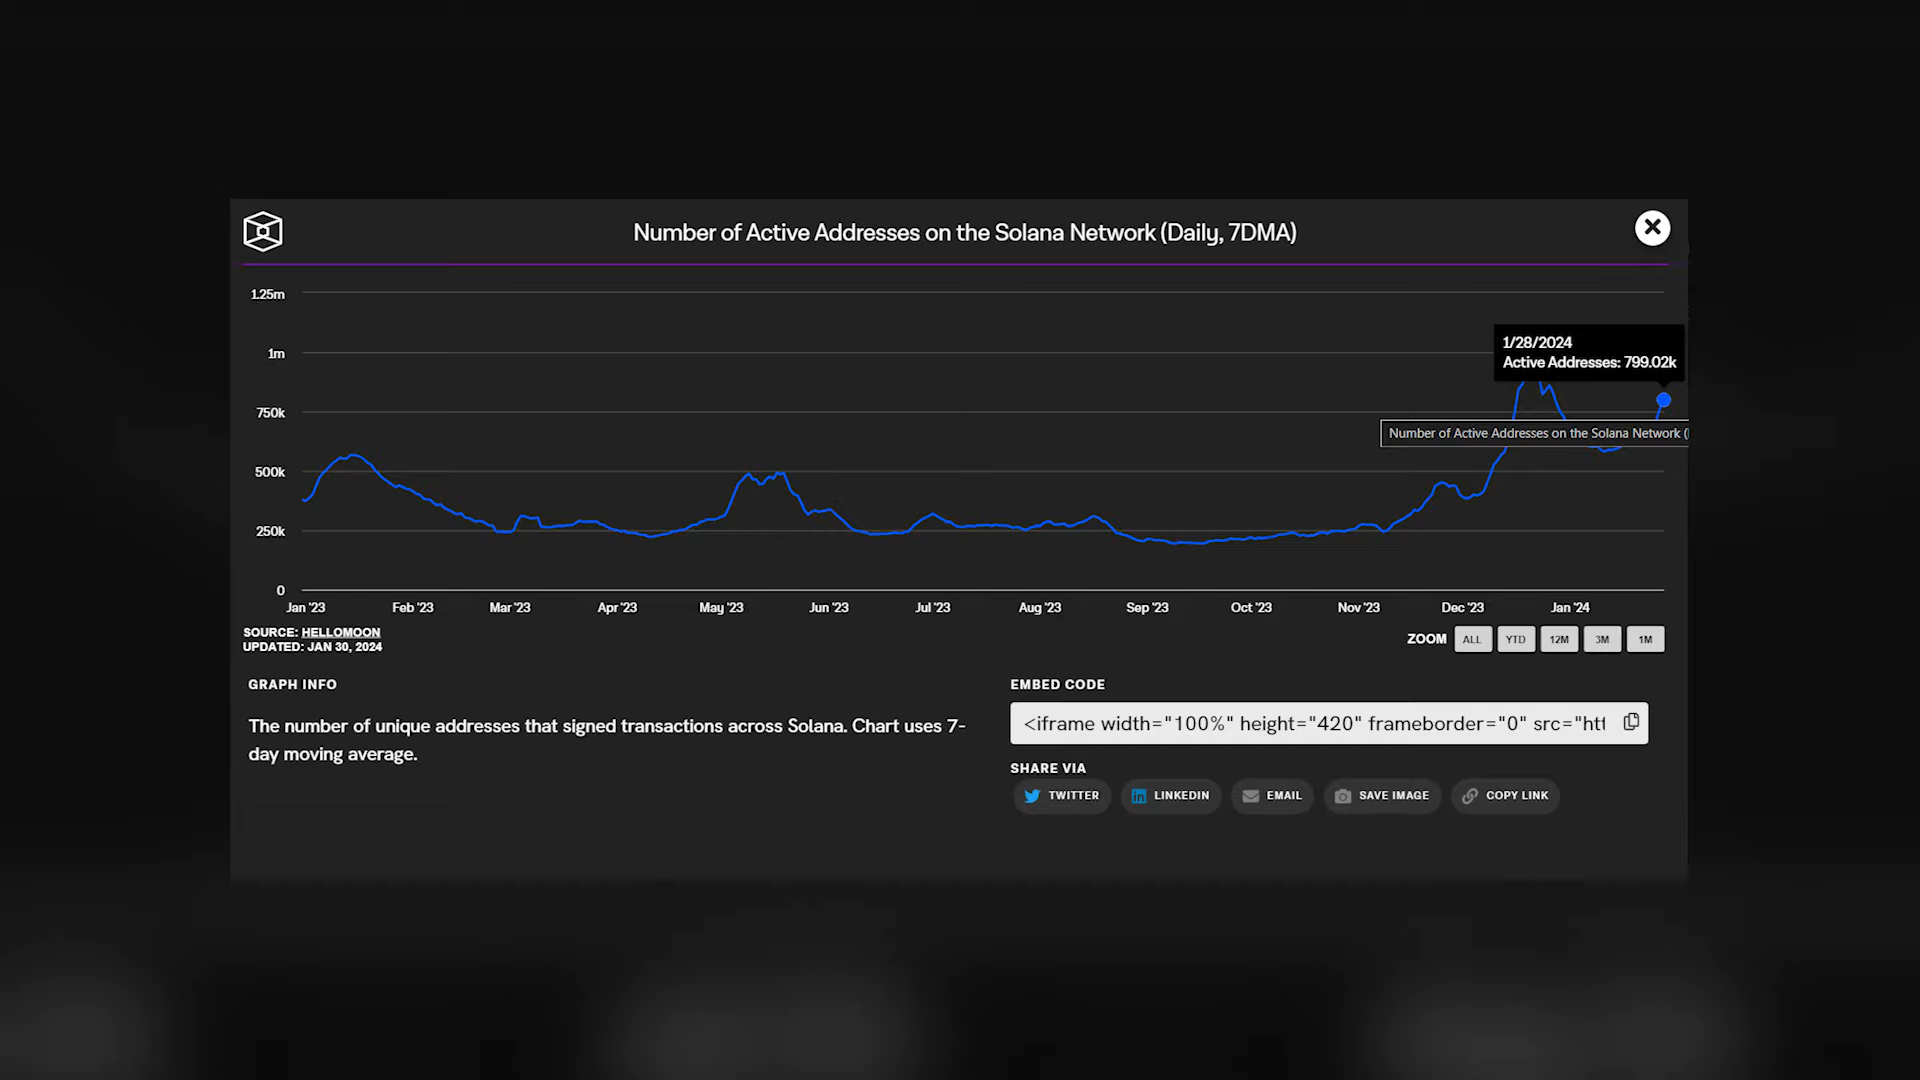 Number of Active Addresses on the Solana Network (Daily, 7DMA)
1.25m
1m
750k
500k
250k
0
1/28/2024
Active Addresses: 799.02k
Number of Active Addresses on the Solana Network (
Jan '23 Feb '23 Mar '23 Apr '23 May '23 Jun '23 Jul '23 Aug '23 Sep '23 Oct '23 Nov '23 Dec '23 Jan '24
SOURCE: HELLOMOON
UPDATED: JAN 30, 2024
ZOOM ALL YTD 12M 3M 1M
GRAPH INFO
The number of unique addresses that signed transactions across Solana. Chart uses 7-
day moving average.
EMBED CODE
<iframe width="100%" height="420" frameborder="0" src="htt
SHARE VIA
TWITTER LINKEDIN EMAIL SAVE IMAGE COPY LINK